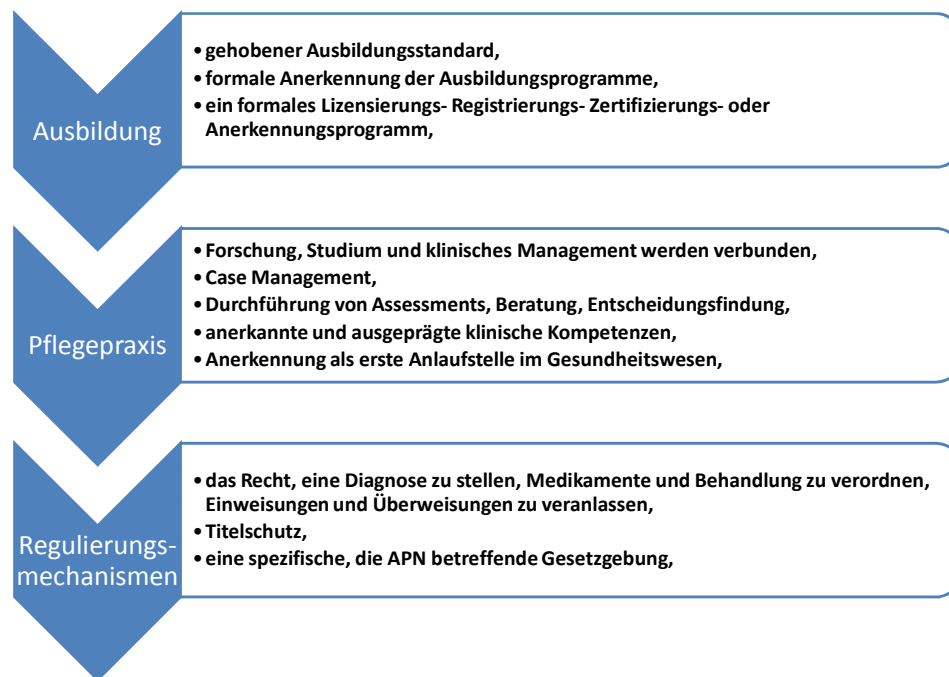 Ausbildung
• gehobener Ausbildungsstandard,
• formale Anerkennung der Ausbildungsprogramme,
• ein formales Lizensierungs- Registrierungs- Zertifizierungs- oder
Anerkennungsprogramm,
Pflegepraxis
• Forschung, Studium und klinisches Management werden verbunden,
• Case Management,
• Durchführung von Assessments, Beratung, Entscheidungsfindung,
• anerkannte und ausgeprägte klinische Kompetenzen,
• Anerkennung als erste Anlaufstelle im Gesundheitswesen,
Regulierungs-
mechanismen
• das Recht, eine Diagnose zu stellen, Medikamente und Behandlung zu verordnen,
Einweisungen und Überweisungen zu veranlassen,
• Titelschutz,
• eine spezifische, die APN betreffende Gesetzgebung,